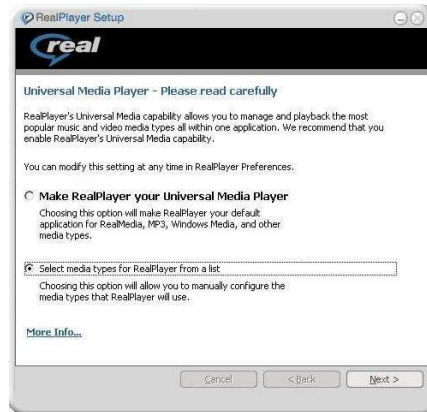 RealPlayer Setup
real
Universal Media Player - Please read carefully
RealPlayer's Universal Media capability allows you to manage and playback the most
popular music and video media types all within one application. We recommend that you
enable RealPlayer's Universal Media capability.
You can modify this setting at any time in RealPlayer Preferences.
Make RealPlayer your Universal Media Player
Choosing this option will make RealPlayer your default
application for RealMedia, MP3, Windows Media, and other
media types.
Select media types for RealPlayer from a list
Choosing this option will allow you to manually configure the
media types that RealPlayer will use.
More Info...
Cancel < Back Next >